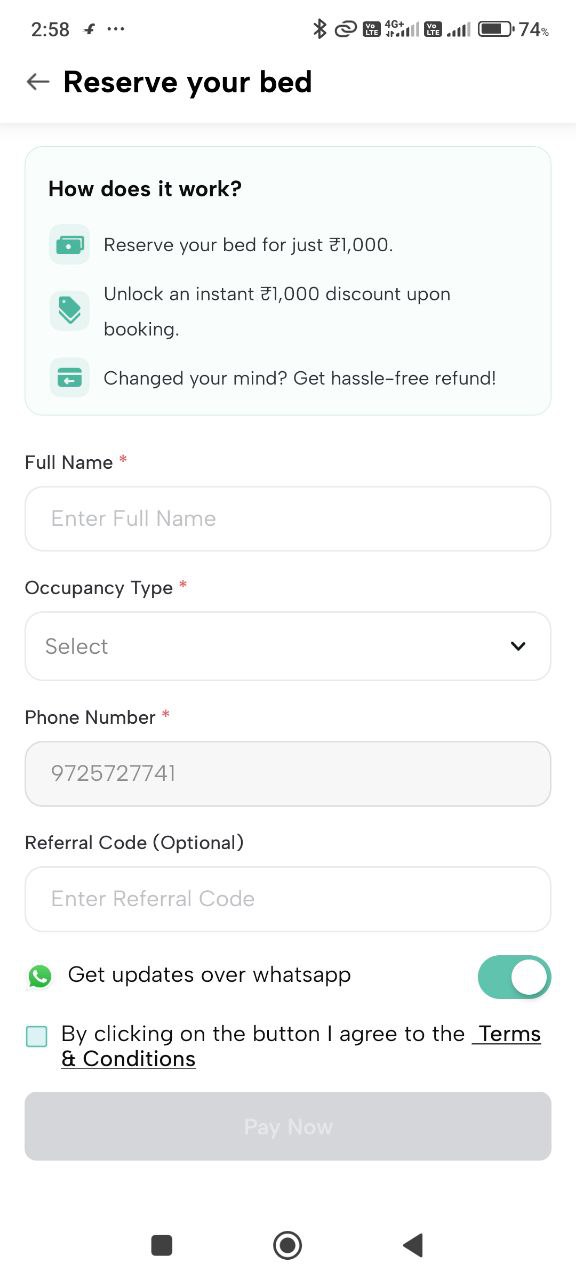 2:58 ... VoLTE 4G+ VoLTE 74%
Reserve your bed
How does it work?
Reserve your bed for just ₹1,000.
Unlock an instant ₹1,000 discount upon
booking.
Changed your mind? Get hassle-free refund!
Full Name *
Enter Full Name
Occupancy Type *
Select
Phone Number *
9725727741
Referral Code (Optional)
Enter Referral Code
Get updates over whatsapp
By clicking on the button I agree to the Terms
& Conditions
Pay Now